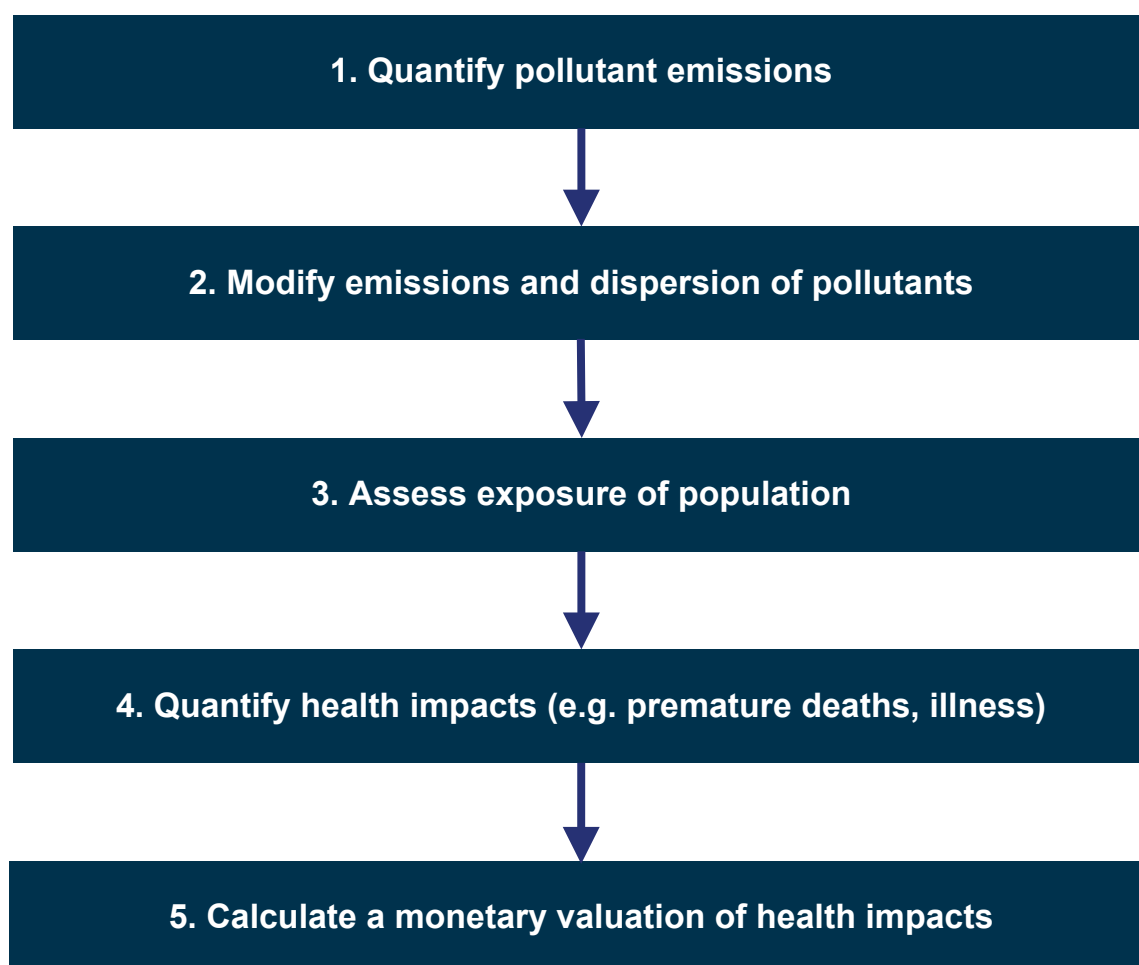 1. Quantify pollutant emissions
2. Modify emissions and dispersion of pollutants
3. Assess exposure of population
4. Quantify health impacts (e.g. premature deaths, illness)
5. Calculate a monetary valuation of health impacts